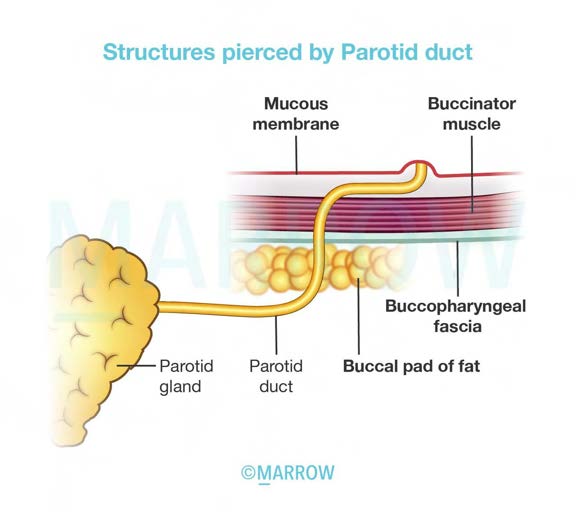 Structures pierced by Parotid duct
Mucous
membrane
Buccinator
muscle
MARROW
Buccopharyngeal
fascia
Parotid
gland
Parotid
duct
Buccal pad of fat
©MARROW